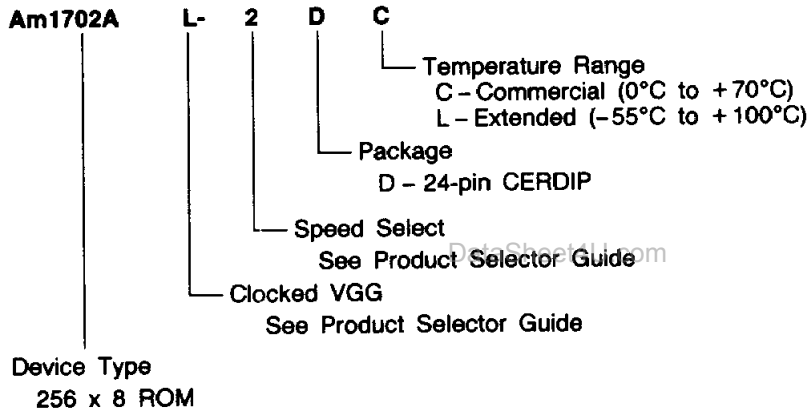 Am1702A L- 2 D C
Temperature Range
C – Commercial (0°C to +70°C)
L – Extended (–55°C to +100°C)
Package
D – 24-pin CERDIP
Speed Select
DataSheet4U.com
See Product Selector Guide
Clocked VGG
See Product Selector Guide
Device Type
256 x 8 ROM